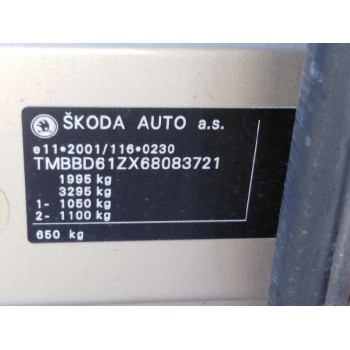 ŠKODA AUTO a.s.
e11*2001/116*0230
TMBBD61ZX68083721
1995 kg
3295 kg
1- 1050 kg
2- 1100 kg
650 kg